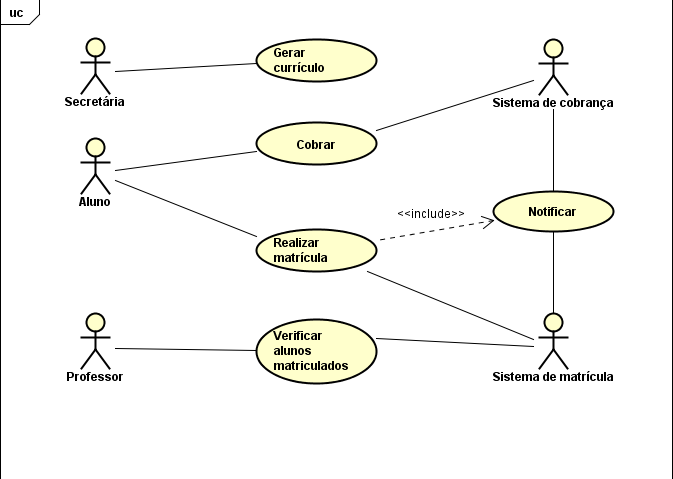 uc
Gerar
currículo
Secretária
Sistema de cobrança
Cobrar
Aluno
<<include>>
Notificar
Realizar
matrícula
Verificar
alunos
matriculados
Professor
Sistema de matrícula